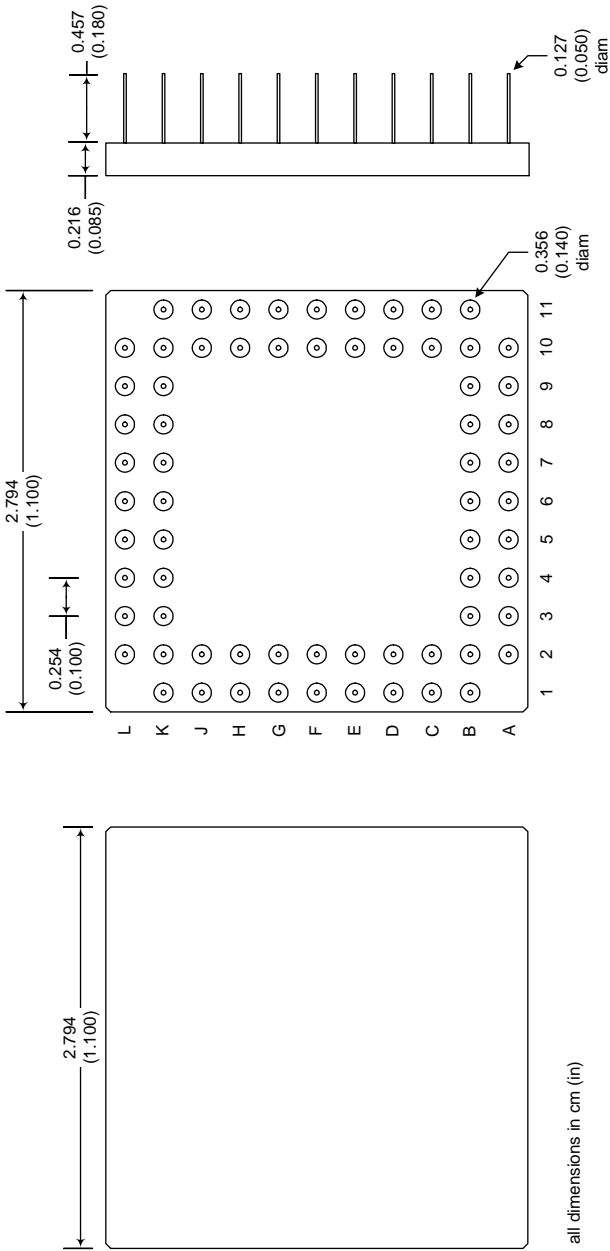 0.457
(0.180)
0.216
(0.085)
0.127
(0.050)
diam
2.794
(1.100)
0.254
(0.100)
0.356
(0.140)
diam
L
K
J
H
G
F
E
D
C
B
A
1
2
3
4
5
6
7
8
9
10
11
2.794
(1.100)
all dimensions in cm (in)